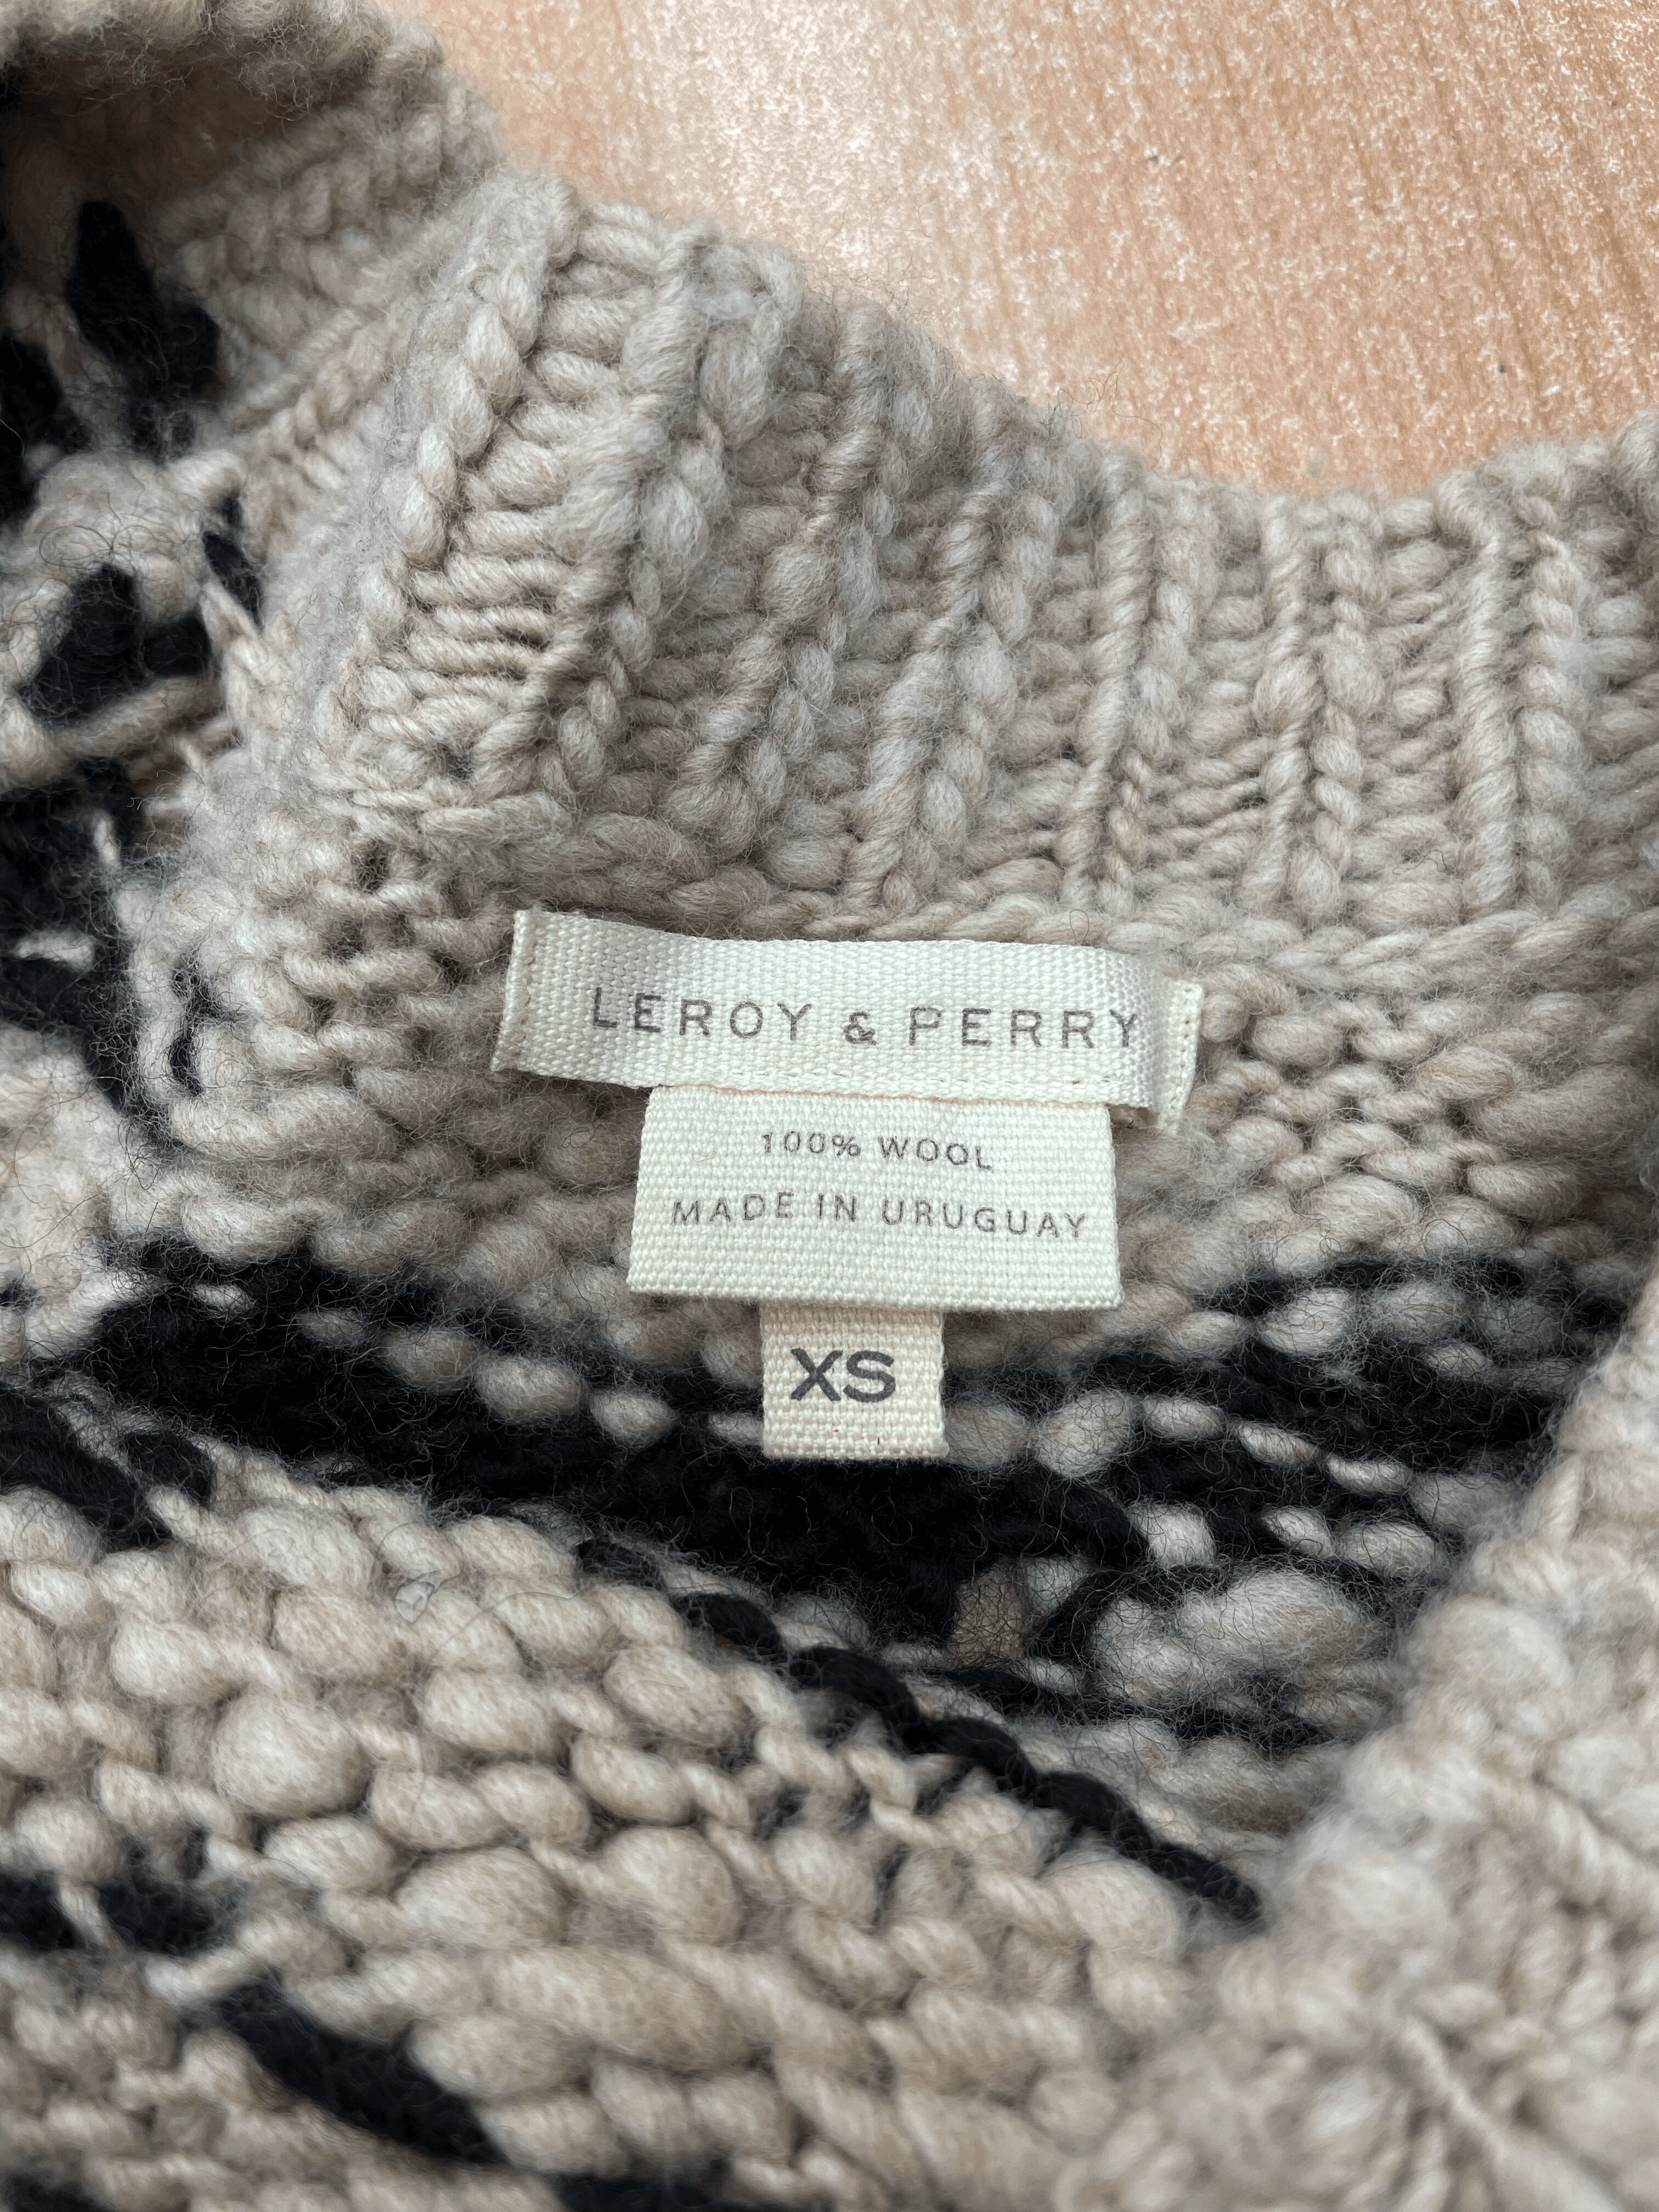 LEROY & PERRY
100% WOOL
MADE IN URUGUAY
XS